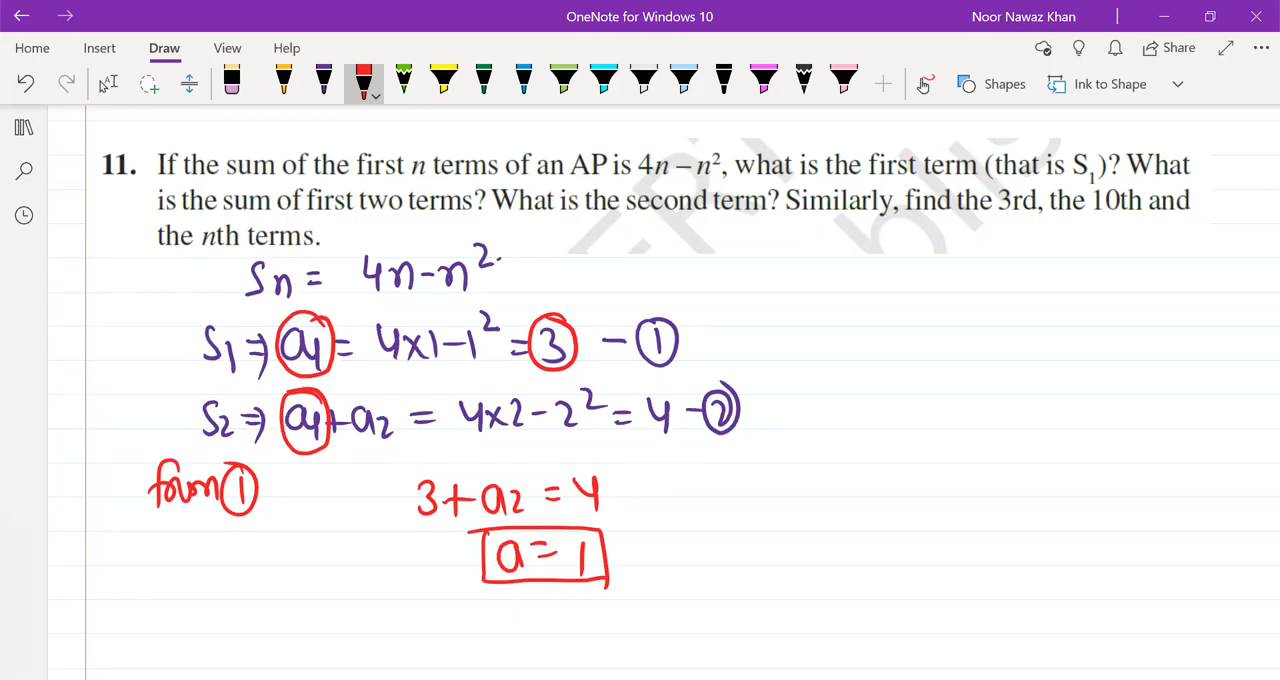 OneNote for Windows 10
Noor Nawaz Khan
Home Insert Draw View Help
Share
Shapes
Ink to Shape
11. If the sum of the first n terms of an AP is 4n – n², what is the first term (that is S₁)? What
is the sum of first two terms? What is the second term? Similarly, find the 3rd, the 10th and
the nth terms.
Sn = 4n-n²
S₁ ⇒ a₁ = 4×1-1² = 3 - ①
S₂ ⇒ a₁+a₂ = 4×2-2² = 4 - ②
from ①
3+a₂ = 4
a = 1